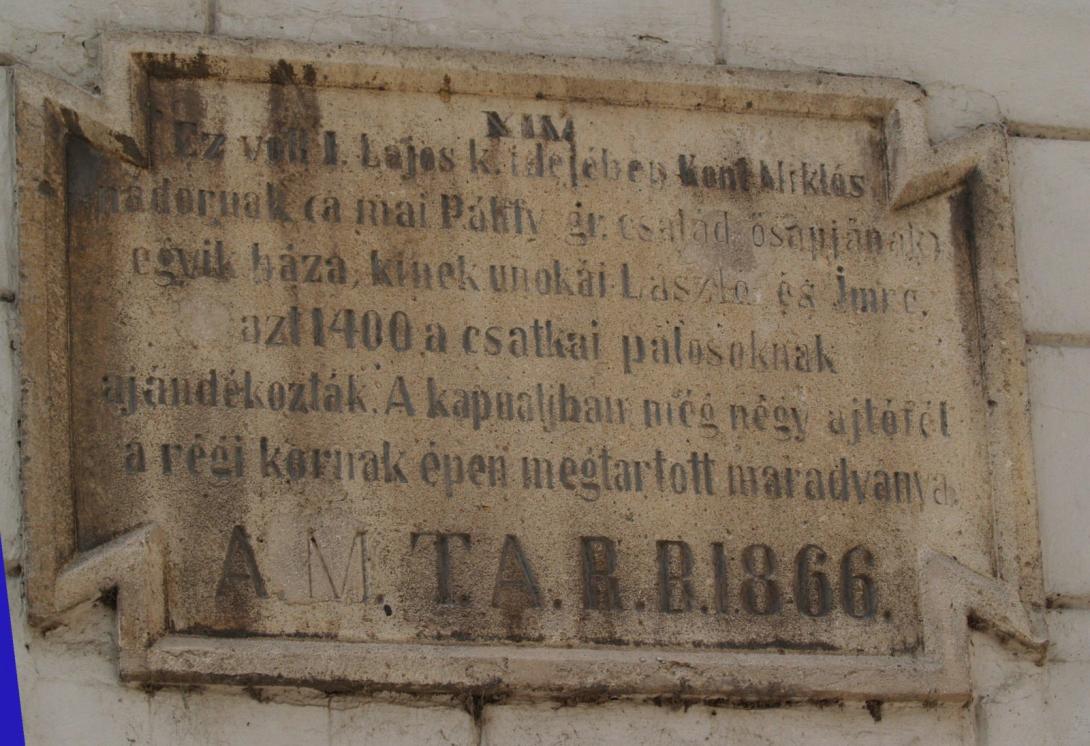 Ez volt I. Lajos k. idejében Kont Miklós
nádornak (a mai Pálffy gr. család ősapjának)
egyik háza, kinek unokái László és Imre,
azt 1400.a csatkai pálosoknak
ajándékozták. A kapualjban még négy ajtófél
a régi kornak épen megtartott maradványa.
A. M. T. A. R. B. 1866.